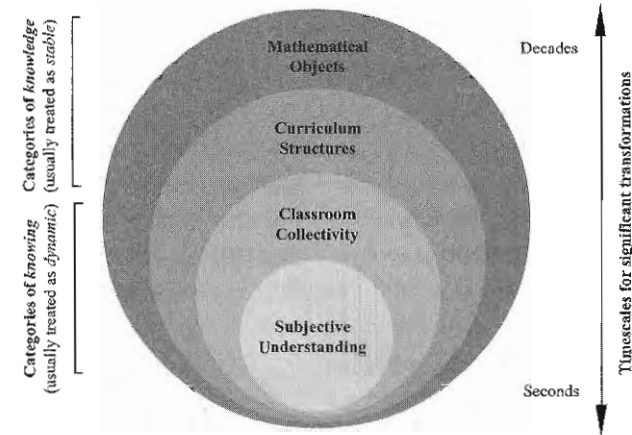 Categories of knowledge
(usually treated as stable)
Categories of knowing
(usually treated as dynamic)
Mathematical
Objects
Curriculum
Structures
Classroom
Collectivity
Subjective
Understanding
Decades
Seconds
Timescales for significant transformations